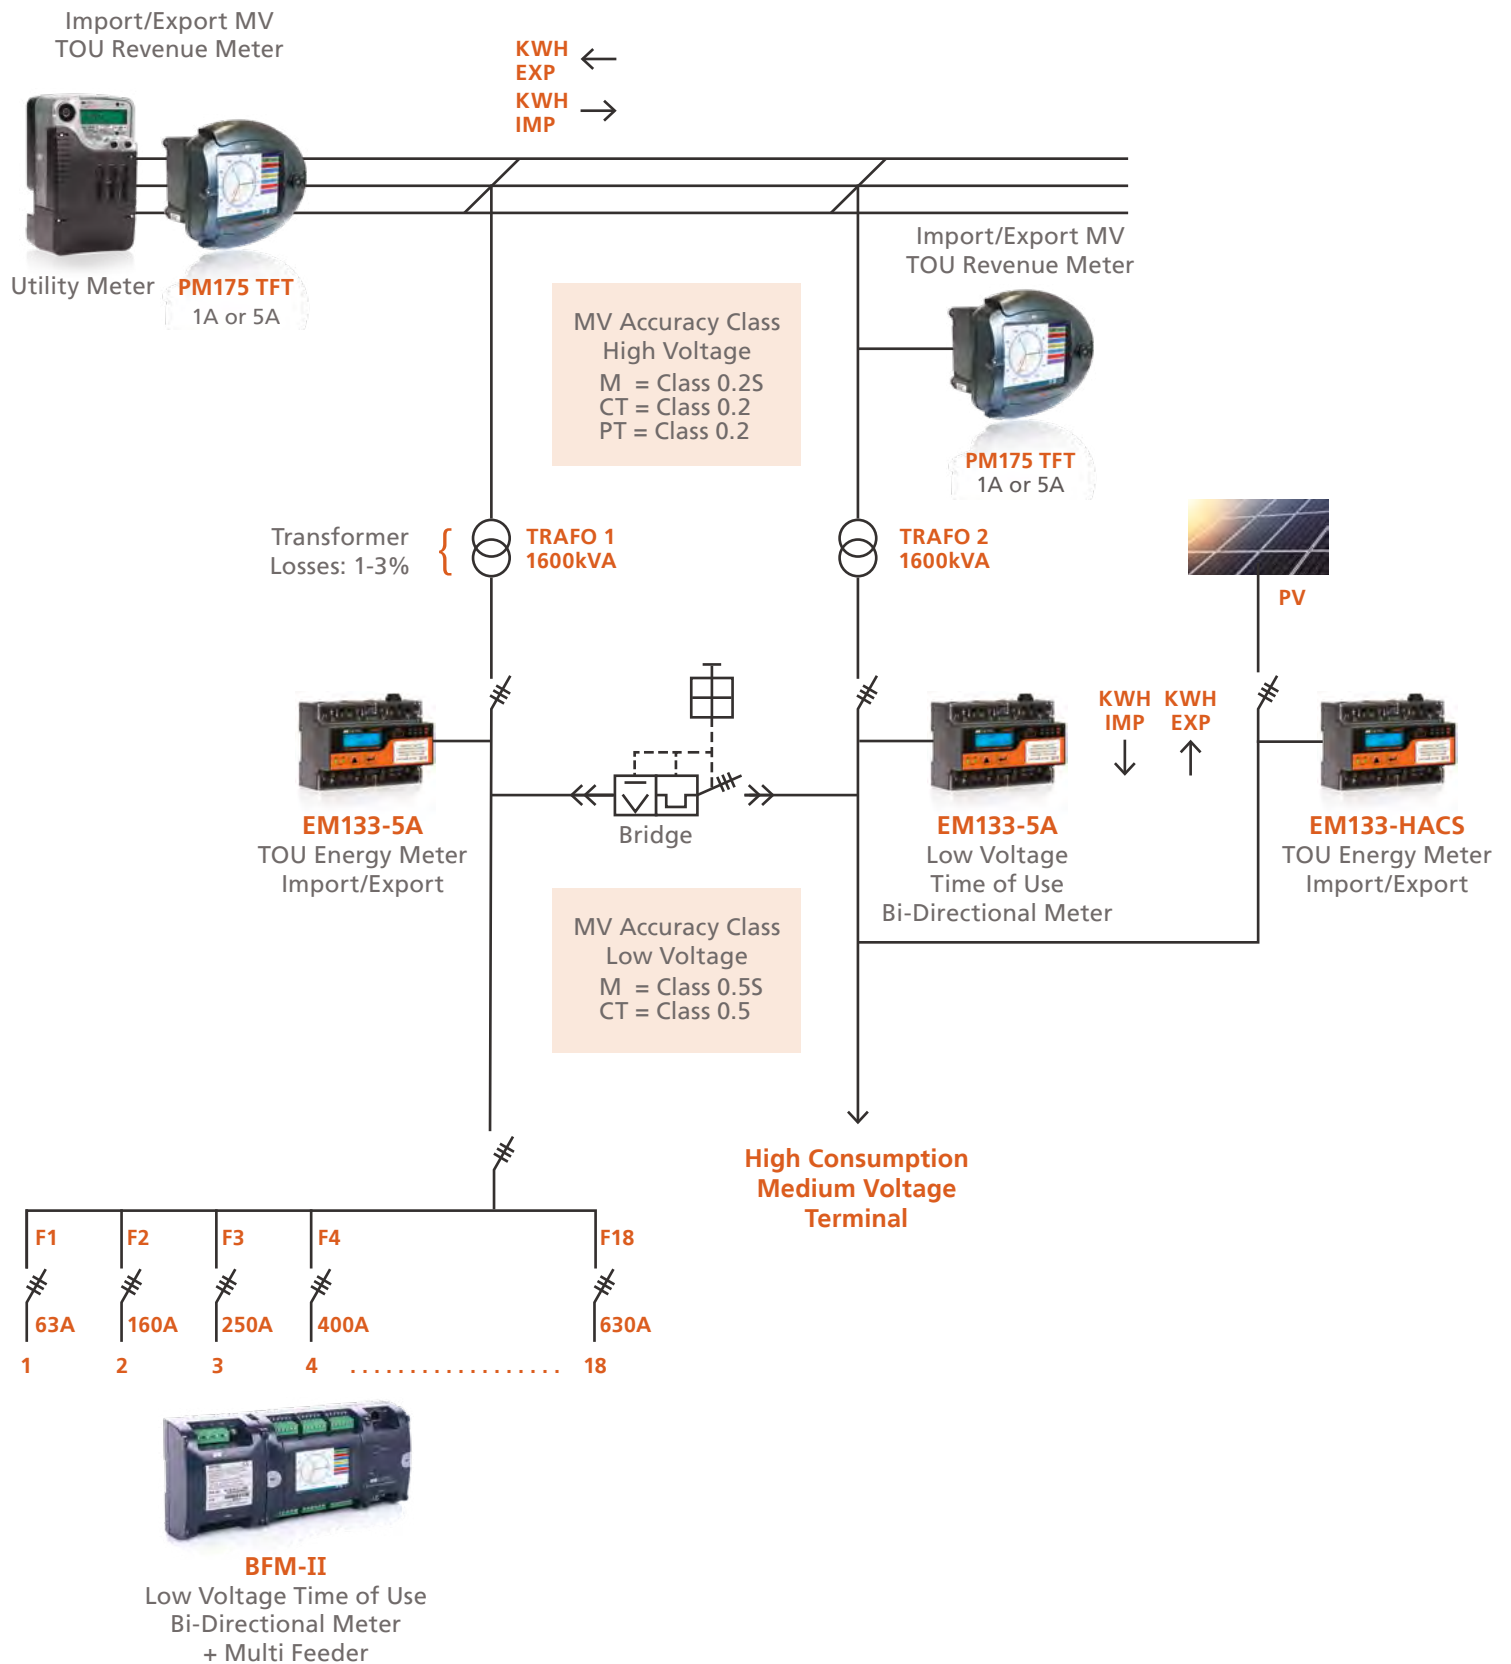 Import/Export MV
TOU Revenue Meter
KWH
EXP
KWH
IMP
Utility Meter
PM175 TFT
1A or 5A
Import/Export MV
TOU Revenue Meter
PM175 TFT
1A or 5A
MV Accuracy Class
High Voltage
M = Class 0.2S
CT = Class 0.2
PT = Class 0.2
Transformer
Losses: 1-3%
TRAFO 1
1600kVA
TRAFO 2
1600kVA
PV
KWH
IMP
KWH
EXP
EM133-5A
TOU Energy Meter
Import/Export
Bridge
EM133-5A
Low Voltage
Time of Use
Bi-Directional Meter
EM133-HACS
TOU Energy Meter
Import/Export
MV Accuracy Class
Low Voltage
M = Class 0.5S
CT = Class 0.5
High Consumption
Medium Voltage
Terminal
F1 F2 F3 F4 F18
63A 160A 250A 400A 630A
1 2 3 4 . . . . . . . . . . . . . . . . . . 18
BFM-II
Low Voltage Time of Use
Bi-Directional Meter
+ Multi Feeder